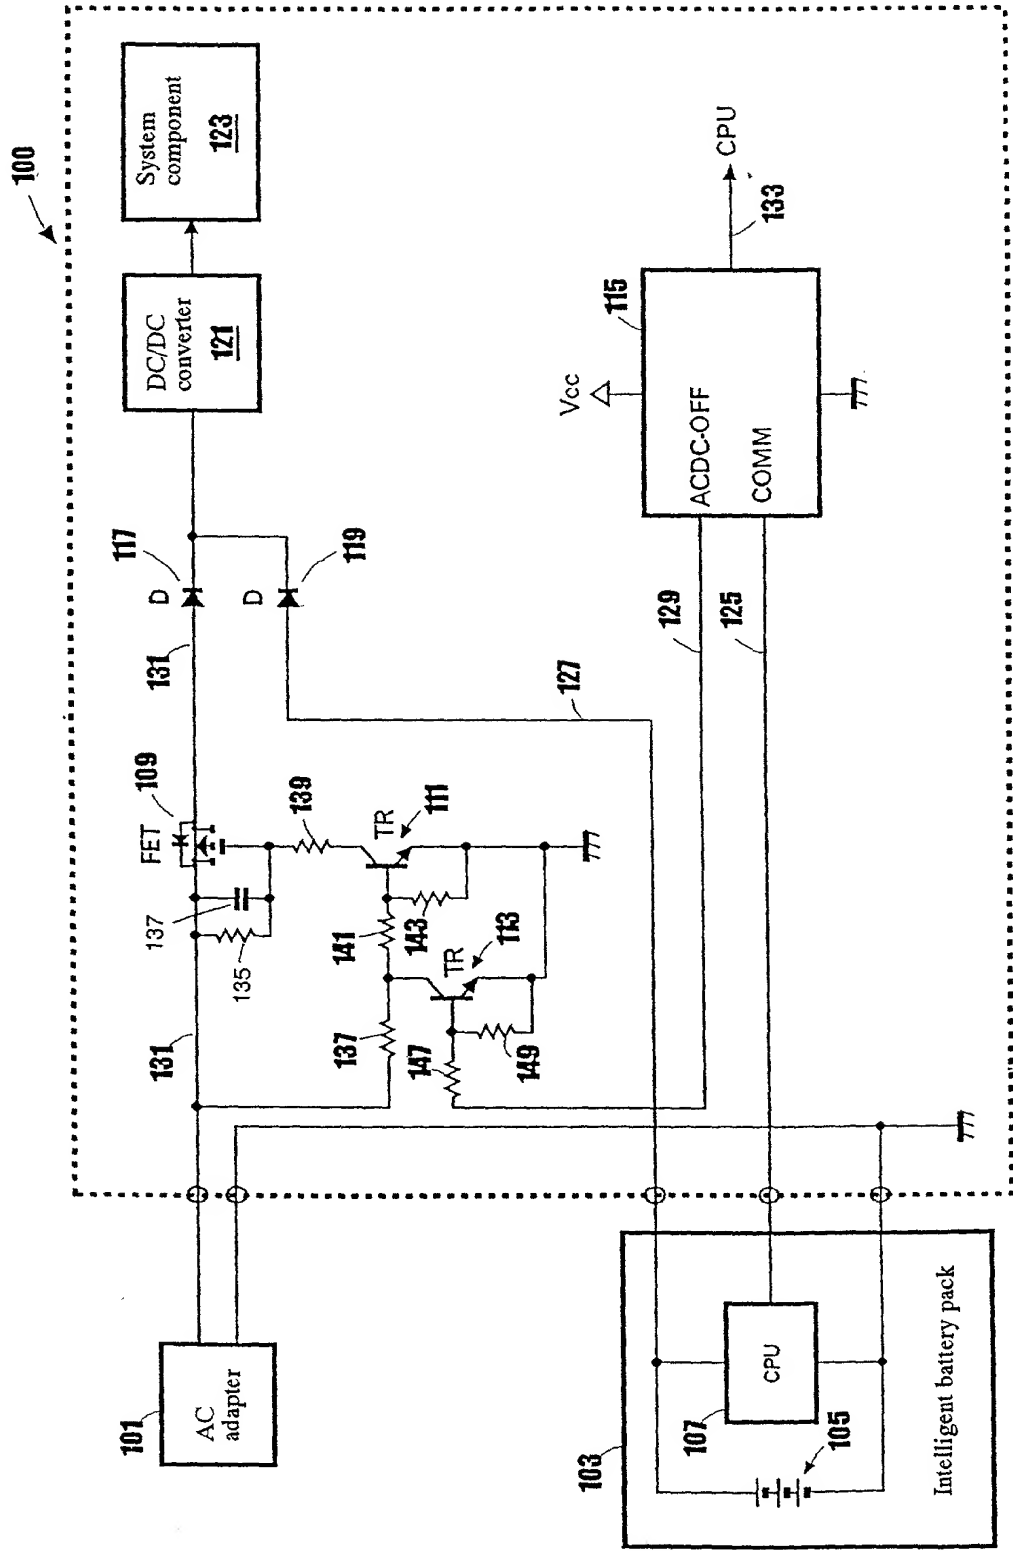 100
101
AC
adapter
131
135
137
FET
109
131
D
117
D
119
DC/DC
converter
121
System
component
123
139
TR
111
141
143
137
TR
113
147
149
127
129
125
Vcc
115
ACDC-OFF
COMM
133
CPU
103
107
CPU
105
Intelligent battery pack